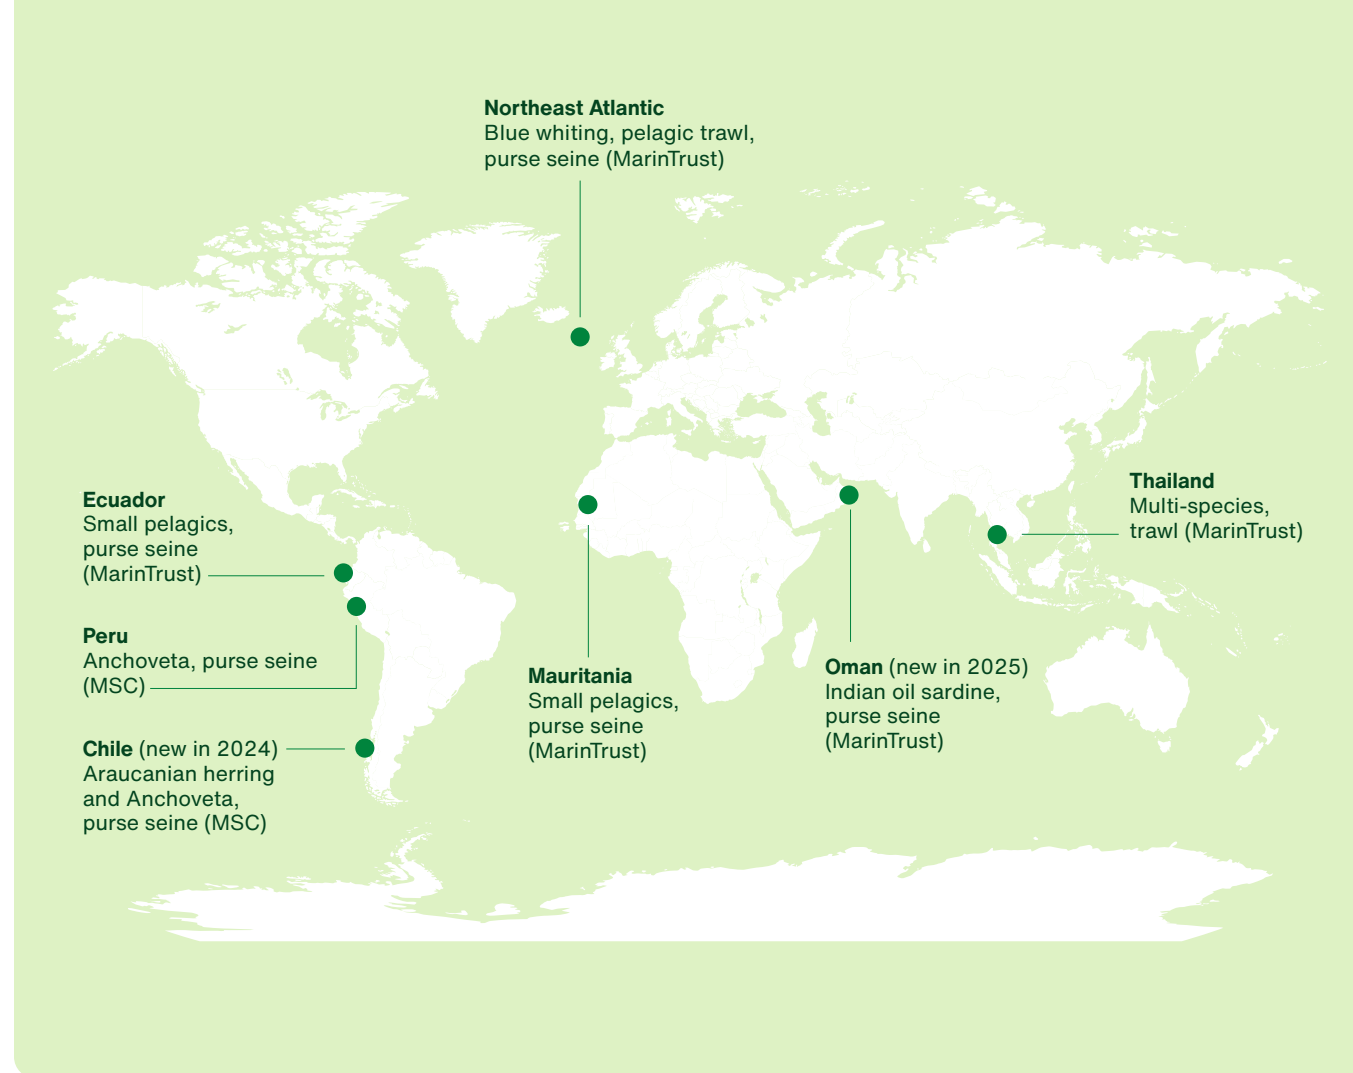 Northeast Atlantic
Blue whiting, pelagic trawl,
purse seine (MarinTrust)
Ecuador
Small pelagics,
purse seine
(MarinTrust)
Peru
Anchoveta, purse seine
(MSC)
Chile (new in 2024)
Araucanian herring
and Anchoveta,
purse seine (MSC)
Mauritania
Small pelagics,
purse seine
(MarinTrust)
Oman (new in 2025)
Indian oil sardine,
purse seine
(MarinTrust)
Thailand
Multi-species,
trawl (MarinTrust)